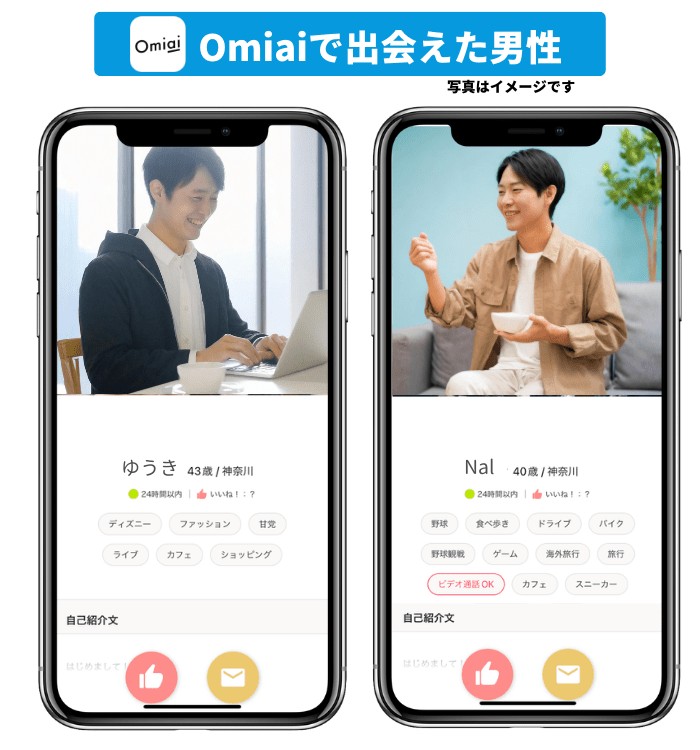 Omiai
Omiaiで出会えた男性
写真はイメージです
ゆうき 43歳 / 神奈川
24時間以内 | いいね！：？
ディズニー ファッション 甘党
ライブ カフェ ショッピング
自己紹介文
はじめまして！
Nal 40歳 / 神奈川
24時間以内 | いいね！：？
野球 食べ歩き ドライブ バイク
野球観戦 ゲーム 海外旅行 旅行
ビデオ通話 OK カフェ スニーカー
自己紹介文
はじめまして！